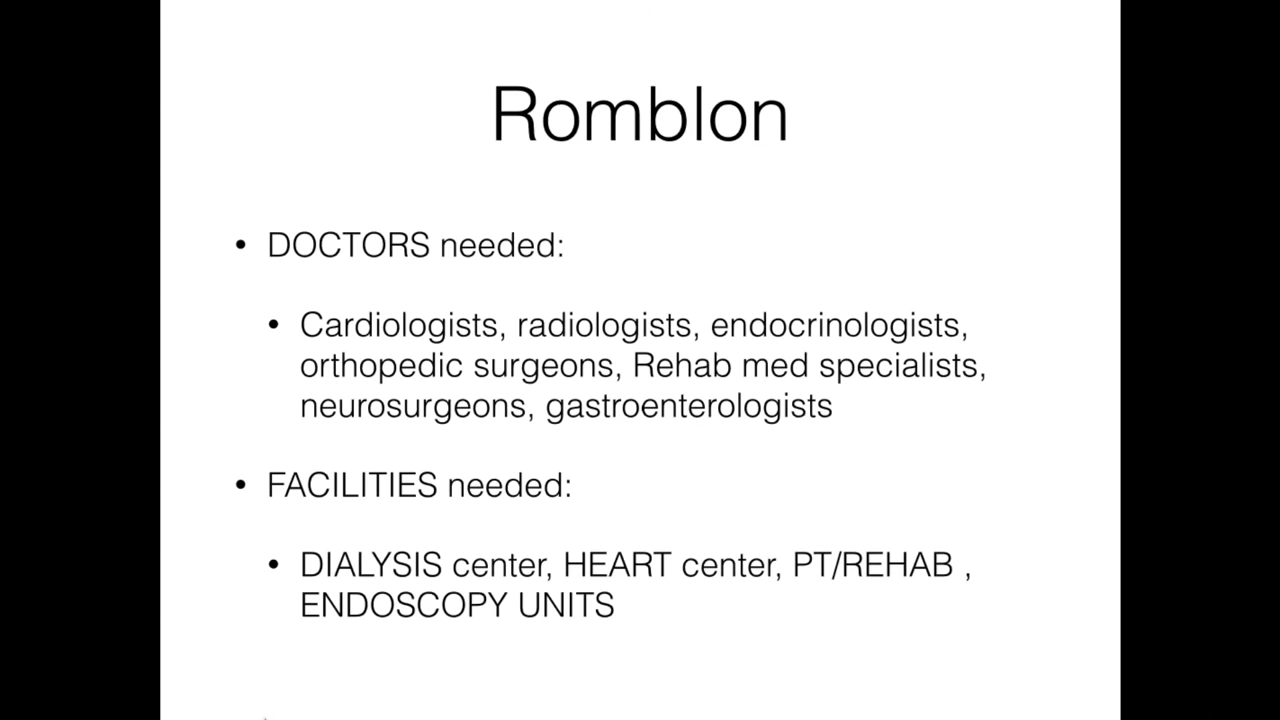 Romblon
• DOCTORS needed:
• Cardiologists, radiologists, endocrinologists,
orthopedic surgeons, Rehab med specialists,
neurosurgeons, gastroenterologists
• FACILITIES needed:
• DIALYSIS center, HEART center, PT/REHAB ,
ENDOSCOPY UNITS